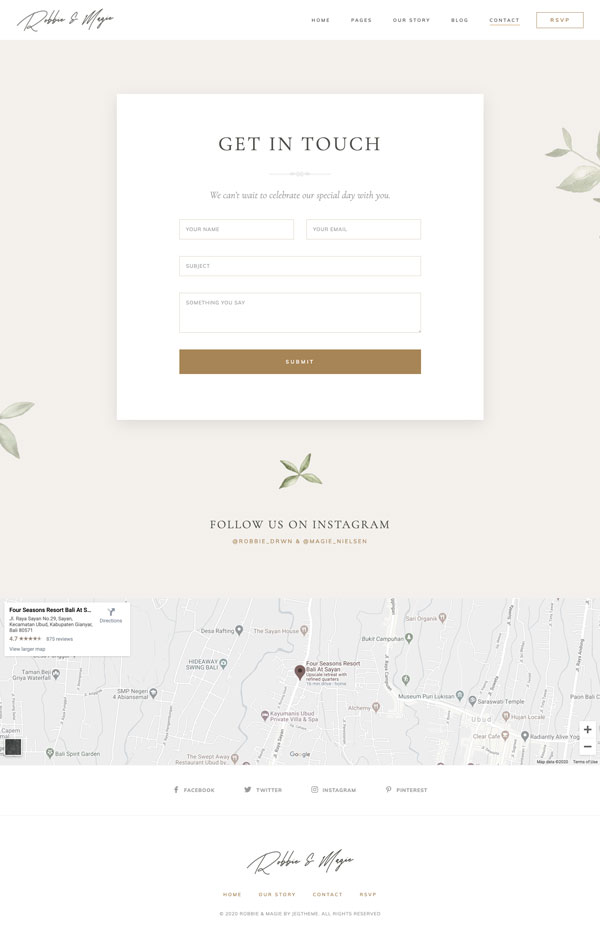 Robbie & Magie
HOME PAGES OUR STORY BLOG CONTACT RSVP
GET IN TOUCH
We can't wait to celebrate our special day with you.
YOUR NAME YOUR EMAIL
SUBJECT
SOMETHING YOU SAY
SUBMIT
FOLLOW US ON INSTAGRAM
@ROBBIE_DRWN & @MAGIE_NIELSEN
Four Seasons Resort Bali At S...
Directions
Jl. Raya Sayan No.29, Sayan,
Kecamatan Ubud, Kabupaten Gianyar,
Bali 80571
4.7 ★★★★★ 875 reviews
View larger map
Sari Organik
Desa Rafting
The Sayan House
Bukit Campuhan
HIDEAWAY
SWING BALI
Four Seasons Resort
Bali At Sayan
Upscale retreat with
refined quarters
Taman Beji
Griya Waterfall
SMP Negeri
4 Abiansemal
Museum Puri Lukisan
Saraswati Temple
Paon Bali C
Alchemy
Kayumanis Ubud
Private Villa & Spa
Ubud
Hujan Locale
Clear Cafe
Radiantly Alive Yog
Capem
Bali Spirit Garden
The Swept Away
Restaurant Ubud b...
Google
Map data ©2020 Terms of Use
FACEBOOK TWITTER INSTAGRAM PINTEREST
Robbie & Magie
HOME OUR STORY CONTACT RSVP
© 2020 ROBBIE & MAGIE BY JEGTHEME. ALL RIGHTS RESERVED